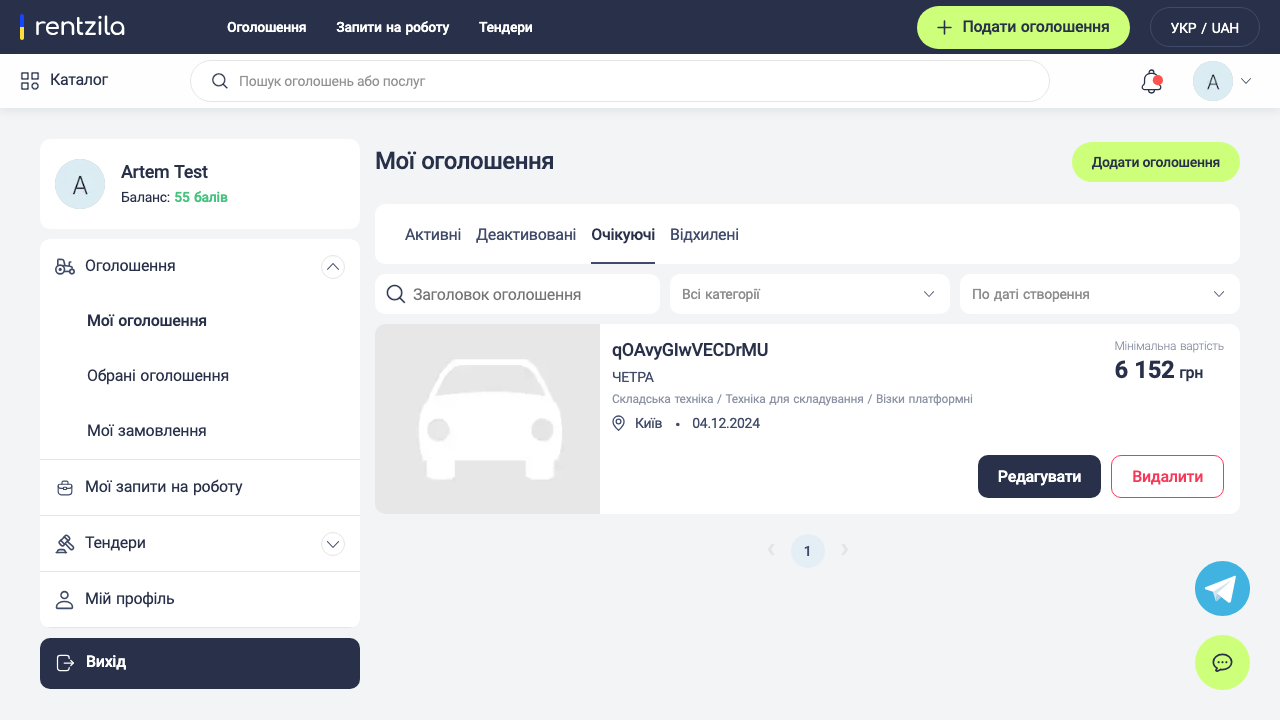 rentzila
Оголошення
Запити на роботу
Тендери
Подати оголошення
УКР / UAH
Каталог
Пошук оголошень або послуг
A
A
Artem Test
Баланс: 55 балів
Оголошення
Мої оголошення
Обрані оголошення
Мої замовлення
Мої запити на роботу
Тендери
Мій профіль
Вихід
Мої оголошення
Додати оголошення
Активні
Деактивовані
Очікуючі
Відхилені
Заголовок оголошення
Всі категорії
По даті створення
qOAvyGlwVECDrMU
ЧЕТРА
Складська техніка / Техніка для складування / Візки платформні
Київ • 04.12.2024
Мінімальна вартість
6 152 грн
Редагувати
Видалити
1